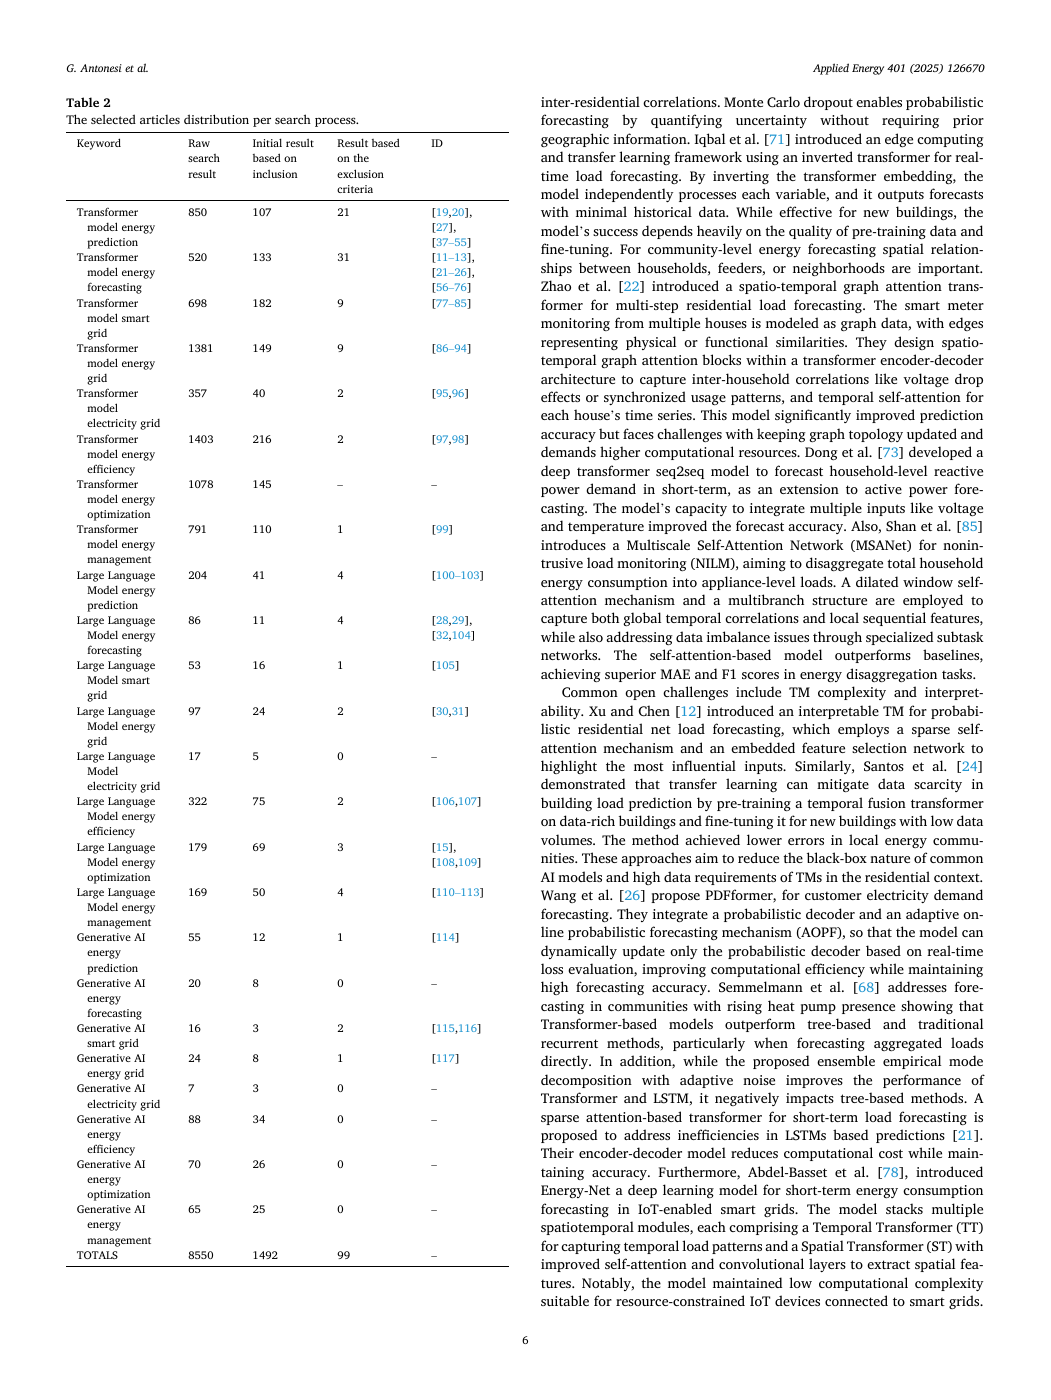 G. Antonesi et al.
Applied Energy 401 (2025) 126670
Table 2
The selected articles distribution per search process.
Keyword Raw search result Initial result based on inclusion Result based on the exclusion criteria ID
Transformer model energy prediction 850 107 21 [19,20], [27], [37–55]
Transformer model energy forecasting 520 133 31 [11–13], [21–26], [56–76]
Transformer model smart grid 698 182 9 [77–85]
Transformer model energy grid 1381 149 9 [86–94]
Transformer model electricity grid 357 40 2 [95,96]
Transformer model energy efficiency 1403 216 2 [97,98]
Transformer model energy optimization 1078 145 – –
Transformer model energy management 791 110 1 [99]
Large Language Model energy prediction 204 41 4 [100–103]
Large Language Model energy forecasting 86 11 4 [28,29], [32,104]
Large Language Model smart grid 53 16 1 [105]
Large Language Model energy grid 97 24 2 [30,31]
Large Language Model electricity grid 17 5 0 –
Large Language Model energy efficiency 322 75 2 [106,107]
Large Language Model energy optimization 179 69 3 [15], [108,109]
Large Language Model energy management 169 50 4 [110–113]
Generative AI energy prediction 55 12 1 [114]
Generative AI energy forecasting 20 8 0 –
Generative AI smart grid 16 3 2 [115,116]
Generative AI energy grid 24 8 1 [117]
Generative AI electricity grid 7 3 0 –
Generative AI energy efficiency 88 34 0 –
Generative AI energy optimization 70 26 0 –
Generative AI energy management 65 25 0 –
TOTALS 8550 1492 99 –
inter-residential correlations. Monte Carlo dropout enables probabilistic
forecasting by quantifying uncertainty without requiring prior
geographic information. Iqbal et al. [71] introduced an edge computing
and transfer learning framework using an inverted transformer for real-
time load forecasting. By inverting the transformer embedding, the
model independently processes each variable, and it outputs forecasts
with minimal historical data. While effective for new buildings, the
model's success depends heavily on the quality of pre-training data and
fine-tuning. For community-level energy forecasting spatial relation-
ships between households, feeders, or neighborhoods are important.
Zhao et al. [22] introduced a spatio-temporal graph attention trans-
former for multi-step residential load forecasting. The smart meter
monitoring from multiple houses is modeled as graph data, with edges
representing physical or functional similarities. They design spatio-
temporal graph attention blocks within a transformer encoder-decoder
architecture to capture inter-household correlations like voltage drop
effects or synchronized usage patterns, and temporal self-attention for
each house's time series. This model significantly improved prediction
accuracy but faces challenges with keeping graph topology updated and
demands higher computational resources. Dong et al. [73] developed a
deep transformer seq2seq model to forecast household-level reactive
power demand in short-term, as an extension to active power fore-
casting. The model's capacity to integrate multiple inputs like voltage
and temperature improved the forecast accuracy. Also, Shan et al. [85]
introduces a Multiscale Self-Attention Network (MSANet) for nonin-
trusive load monitoring (NILM), aiming to disaggregate total household
energy consumption into appliance-level loads. A dilated window self-
attention mechanism and a multibranch structure are employed to
capture both global temporal correlations and local sequential features,
while also addressing data imbalance issues through specialized subtask
networks. The self-attention-based model outperforms baselines,
achieving superior MAE and F1 scores in energy disaggregation tasks.
Common open challenges include TM complexity and interpret-
ability. Xu and Chen [12] introduced an interpretable TM for probabi-
listic residential net load forecasting, which employs a sparse self-
attention mechanism and an embedded feature selection network to
highlight the most influential inputs. Similarly, Santos et al. [24]
demonstrated that transfer learning can mitigate data scarcity in
building load prediction by pre-training a temporal fusion transformer
on data-rich buildings and fine-tuning it for new buildings with low data
volumes. The method achieved lower errors in local energy commu-
nities. These approaches aim to reduce the black-box nature of common
AI models and high data requirements of TMs in the residential context.
Wang et al. [26] propose PDFformer, for customer electricity demand
forecasting. They integrate a probabilistic decoder and an adaptive on-
line probabilistic forecasting mechanism (AOPF), so that the model can
dynamically update only the probabilistic decoder based on real-time
loss evaluation, improving computational efficiency while maintaining
high forecasting accuracy. Semmelmann et al. [68] addresses fore-
casting in communities with rising heat pump presence showing that
Transformer-based models outperform tree-based and traditional
recurrent methods, particularly when forecasting aggregated loads
directly. In addition, while the proposed ensemble empirical mode
decomposition with adaptive noise improves the performance of
Transformer and LSTM, it negatively impacts tree-based methods. A
sparse attention-based transformer for short-term load forecasting is
proposed to address inefficiencies in LSTMs based predictions [21].
Their encoder-decoder model reduces computational cost while main-
taining accuracy. Furthermore, Abdel-Basset et al. [78], introduced
Energy-Net a deep learning model for short-term energy consumption
forecasting in IoT-enabled smart grids. The model stacks multiple
spatiotemporal modules, each comprising a Temporal Transformer (TT)
for capturing temporal load patterns and a Spatial Transformer (ST) with
improved self-attention and convolutional layers to extract spatial fea-
tures. Notably, the model maintained low computational complexity
suitable for resource-constrained IoT devices connected to smart grids.
6